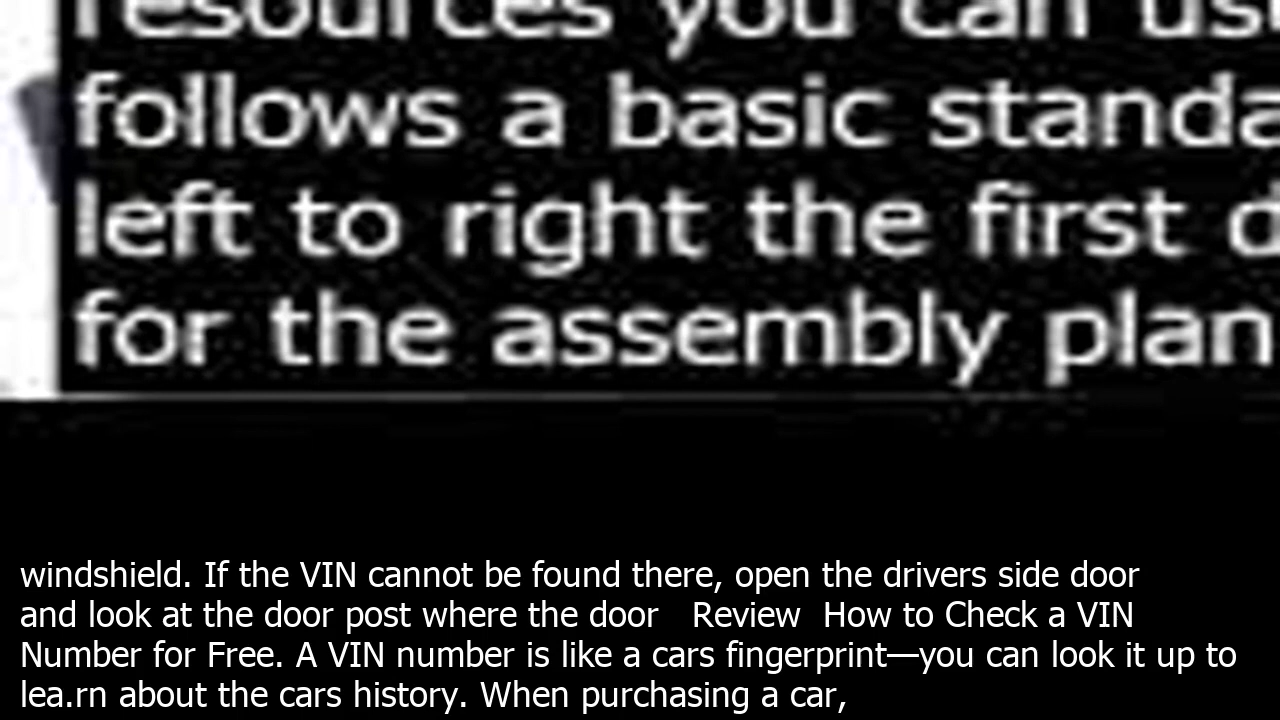 resources you can us
follows a basic standa
left to right the first d
for the assembly plan
windshield. If the VIN cannot be found there, open the drivers side door
and look at the door post where the door   Review  How to Check a VIN
Number for Free. A VIN number is like a cars fingerprint—you can look it up to
lea.rn about the cars history. When purchasing a car,